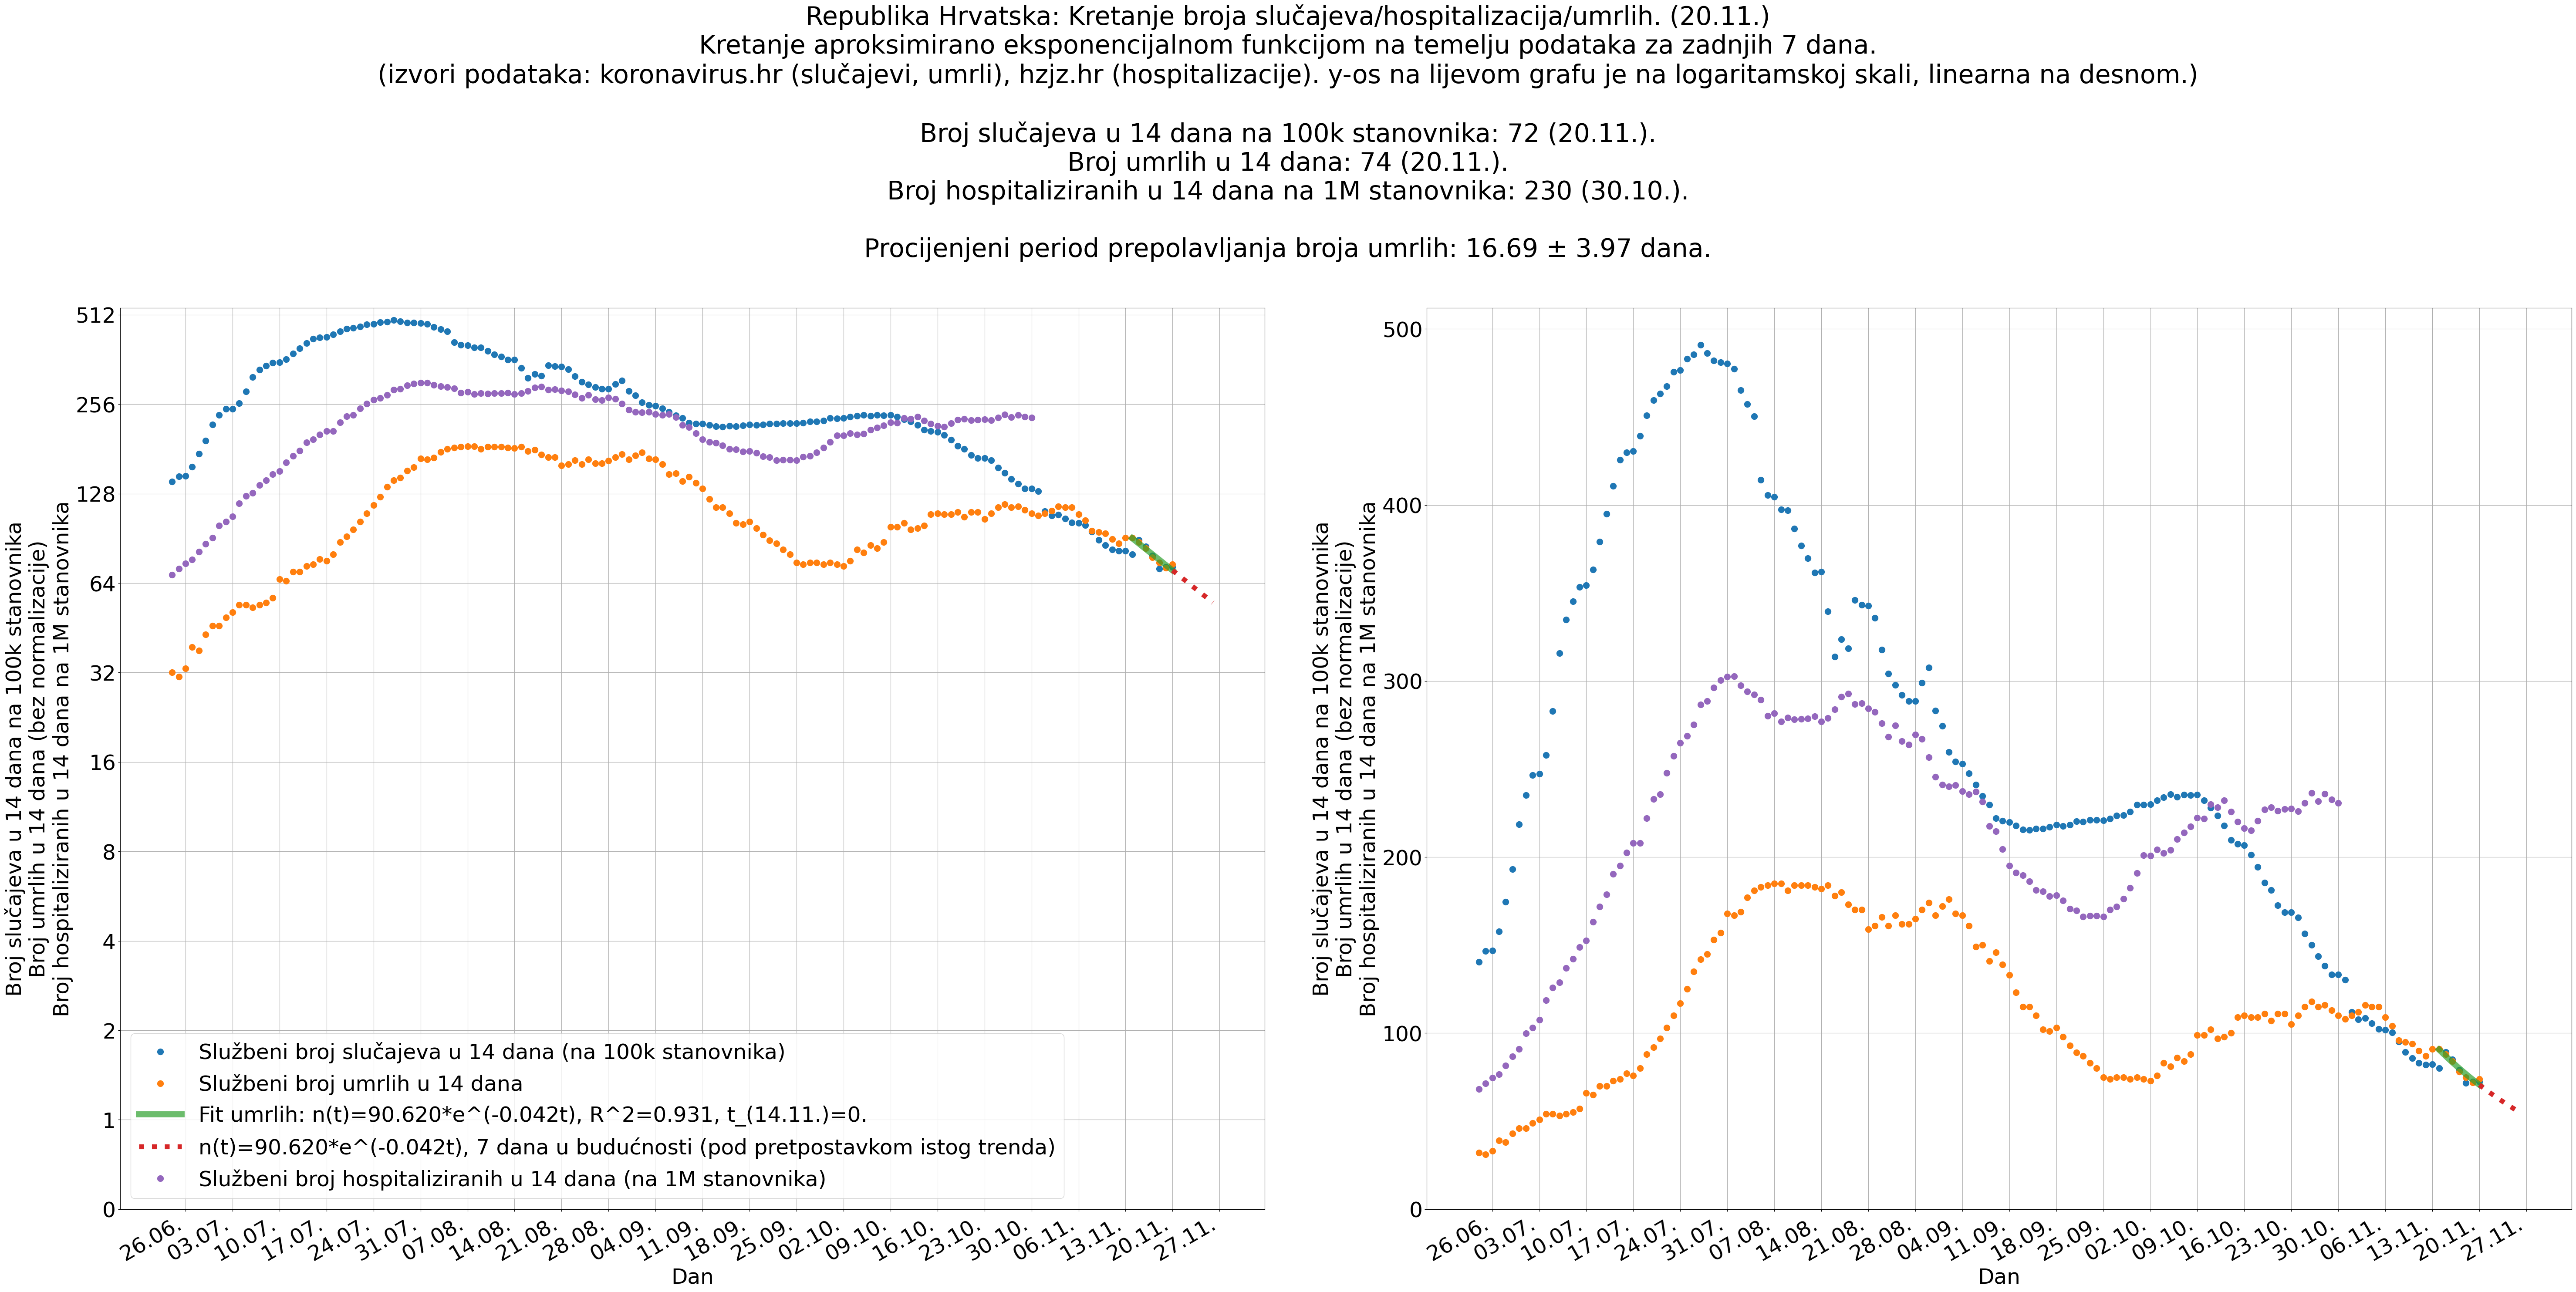 Republika Hrvatska: Kretanje broja slučajeva/hospitalizacija/umrlih. (20.11.)
Kretanje aproksimirano eksponencijalnom funkcijom na temelju podataka za zadnjih 7 dana.
(izvori podataka: koronavirus.hr (slučajevi, umrli), hzjz.hr (hospitalizacije). y-os na lijevom grafu je na logaritamskoj skali, linearna na desnom.)
Broj slučajeva u 14 dana na 100k stanovnika: 72 (20.11.).
Broj umrlih u 14 dana: 74 (20.11.).
Broj hospitaliziranih u 14 dana na 1M stanovnika: 230 (30.10.).
Procijenjeni period prepolavljanja broja umrlih: 16.69 ± 3.97 dana.
Broj slučajeva u 14 dana na 100k stanovnika
Broj umrlih u 14 dana (bez normalizacije)
Broj hospitaliziranih u 14 dana na 1M stanovnika
512
256
128
64
32
16
8
4
2
1
0
Službeni broj slučajeva u 14 dana (na 100k stanovnika)
Službeni broj umrlih u 14 dana
Fit umrlih: n(t)=90.620*e^(-0.042t), R^2=0.931, t_(14.11.)=0.
n(t)=90.620*e^(-0.042t), 7 dana u budućnosti (pod pretpostavkom istog trenda)
Službeni broj hospitaliziranih u 14 dana (na 1M stanovnika)
26.06. 03.07. 10.07. 17.07. 24.07. 31.07. 07.08. 14.08. 21.08. 28.08. 04.09. 11.09. 18.09. 25.09. 02.10. 09.10. 16.10. 23.10. 30.10. 06.11. 13.11. 20.11. 27.11.
Dan
Broj slučajeva u 14 dana na 100k stanovnika
Broj umrlih u 14 dana (bez normalizacije)
Broj hospitaliziranih u 14 dana na 1M stanovnika
500
400
300
200
100
0
26.06. 03.07. 10.07. 17.07. 24.07. 31.07. 07.08. 14.08. 21.08. 28.08. 04.09. 11.09. 18.09. 25.09. 02.10. 09.10. 16.10. 23.10. 30.10. 06.11. 13.11. 20.11. 27.11.
Dan